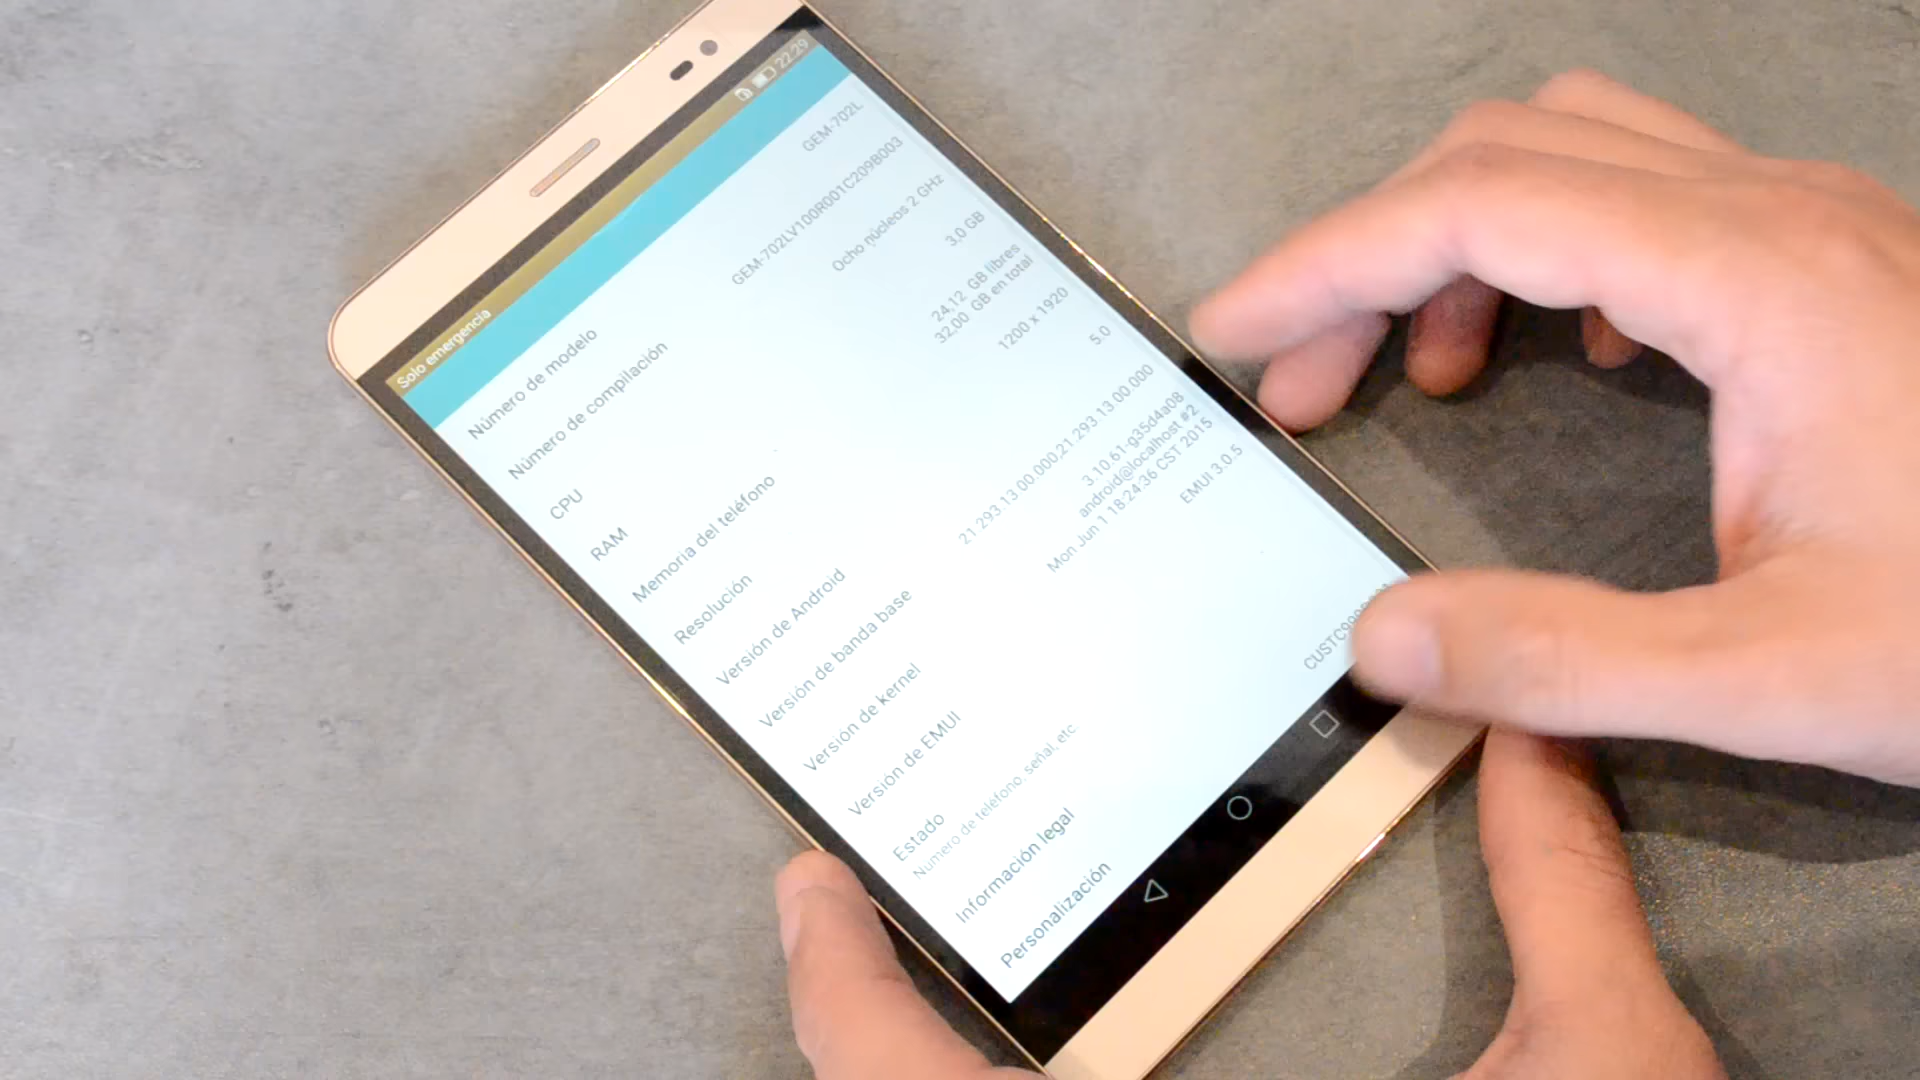 Solo emergencia 22:29
Número de modelo GEM-702L
Número de compilación GEM-702LV100R001C209B003
CPU Ocho núcleos 2 GHz
RAM 3,0 GB
Memoria del teléfono 24,12 GB libres
32,00 GB en total
Resolución 1200 x 1920
Versión de Android 5.0
Versión de banda base 21.293.13.00.000,21.293.13.00.000
Versión de kernel 3.10.61-g35d4a08
android@localhost #2
Mon Jun 1 18:24:36 CST 2015
Versión de EMUI EMUI 3.0.5
Estado
Número de teléfono, señal, etc
Información legal
Personalización